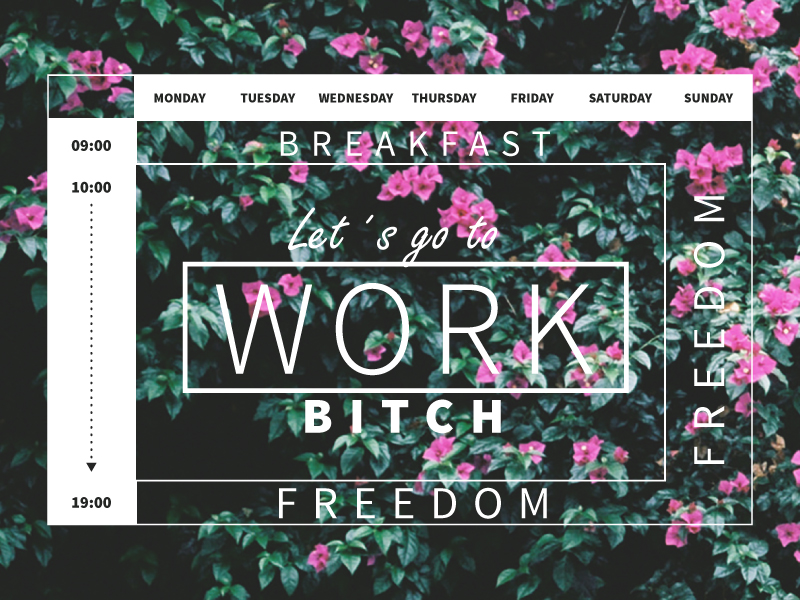 MONDAY TUESDAY WEDNESDAY THURSDAY FRIDAY SATURDAY SUNDAY
09:00
BREAKFAST
10:00
Let´s go to
WORK
BITCH
FREEDOM
19:00
FREEDOM